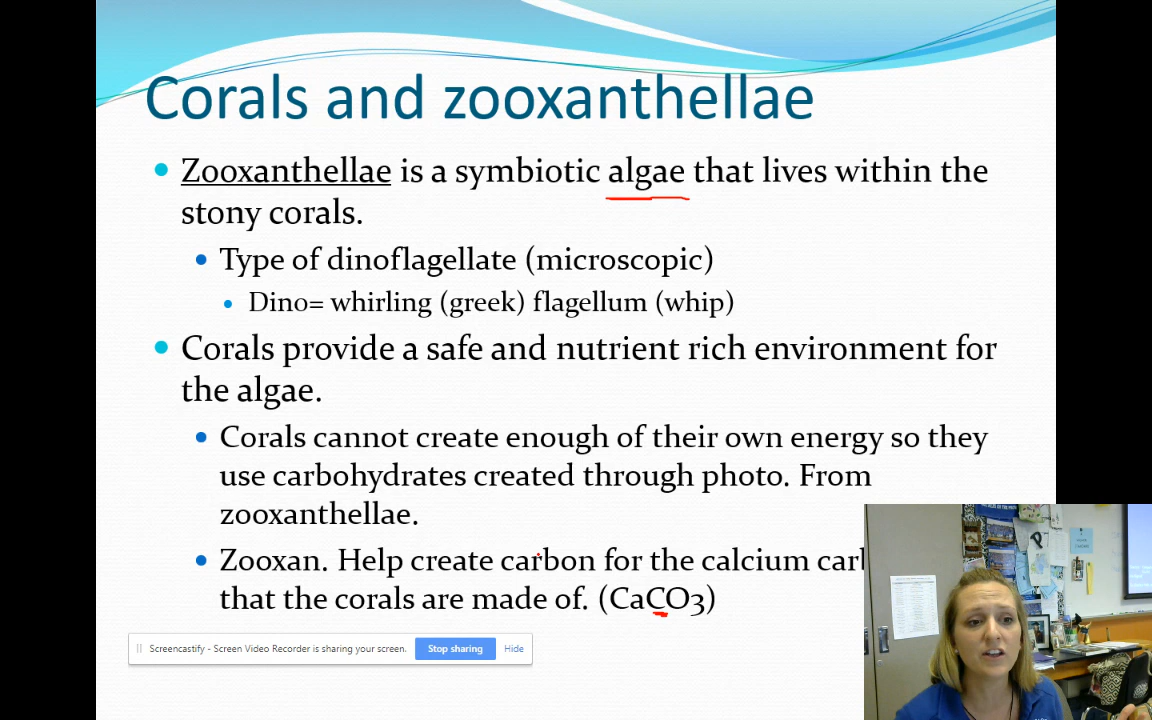 Corals and zooxanthellae
Zooxanthellae is a symbiotic algae that lives within the
stony corals.
Type of dinoflagellate (microscopic)
Dino= whirling (greek) flagellum (whip)
Corals provide a safe and nutrient rich environment for
the algae.
Corals cannot create enough of their own energy so they
use carbohydrates created through photo. From
zooxanthellae.
Zooxan. Help create carbon for the calcium
that the corals are made of. (CaCO3)
Screencastify - Screen Video Recorder is sharing your screen.
Stop sharing
Hide